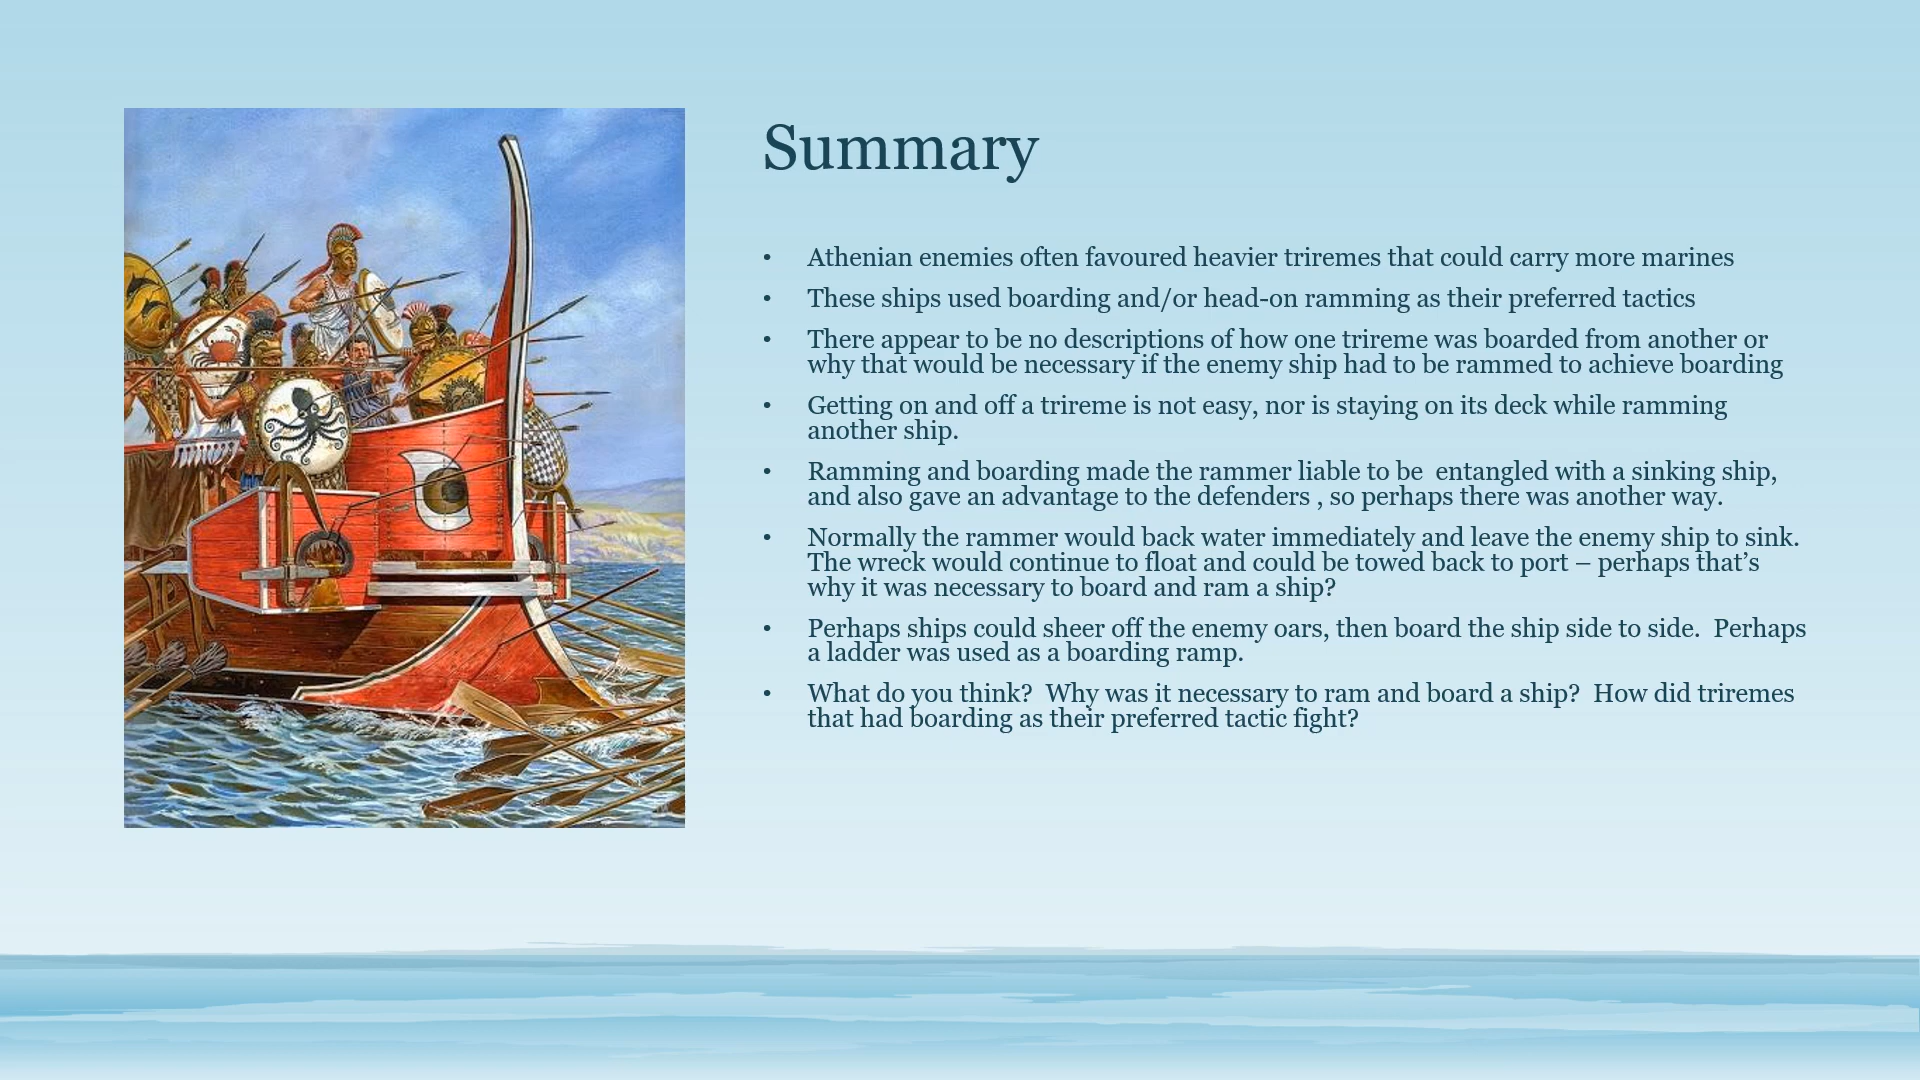 Summary
• Athenian enemies often favoured heavier triremes that could carry more marines
• These ships used boarding and/or head-on ramming as their preferred tactics
• There appear to be no descriptions of how one trireme was boarded from another or
why that would be necessary if the enemy ship had to be rammed to achieve boarding
• Getting on and off a trireme is not easy, nor is staying on its deck while ramming
another ship.
• Ramming and boarding made the rammer liable to be  entangled with a sinking ship,
and also gave an advantage to the defenders , so perhaps there was another way.
• Normally the rammer would back water immediately and leave the enemy ship to sink.
The wreck would continue to float and could be towed back to port – perhaps that’s
why it was necessary to board and ram a ship?
• Perhaps ships could sheer off the enemy oars, then board the ship side to side.  Perhaps
a ladder was used as a boarding ramp.
• What do you think?  Why was it necessary to ram and board a ship?  How did triremes
that had boarding as their preferred tactic fight?